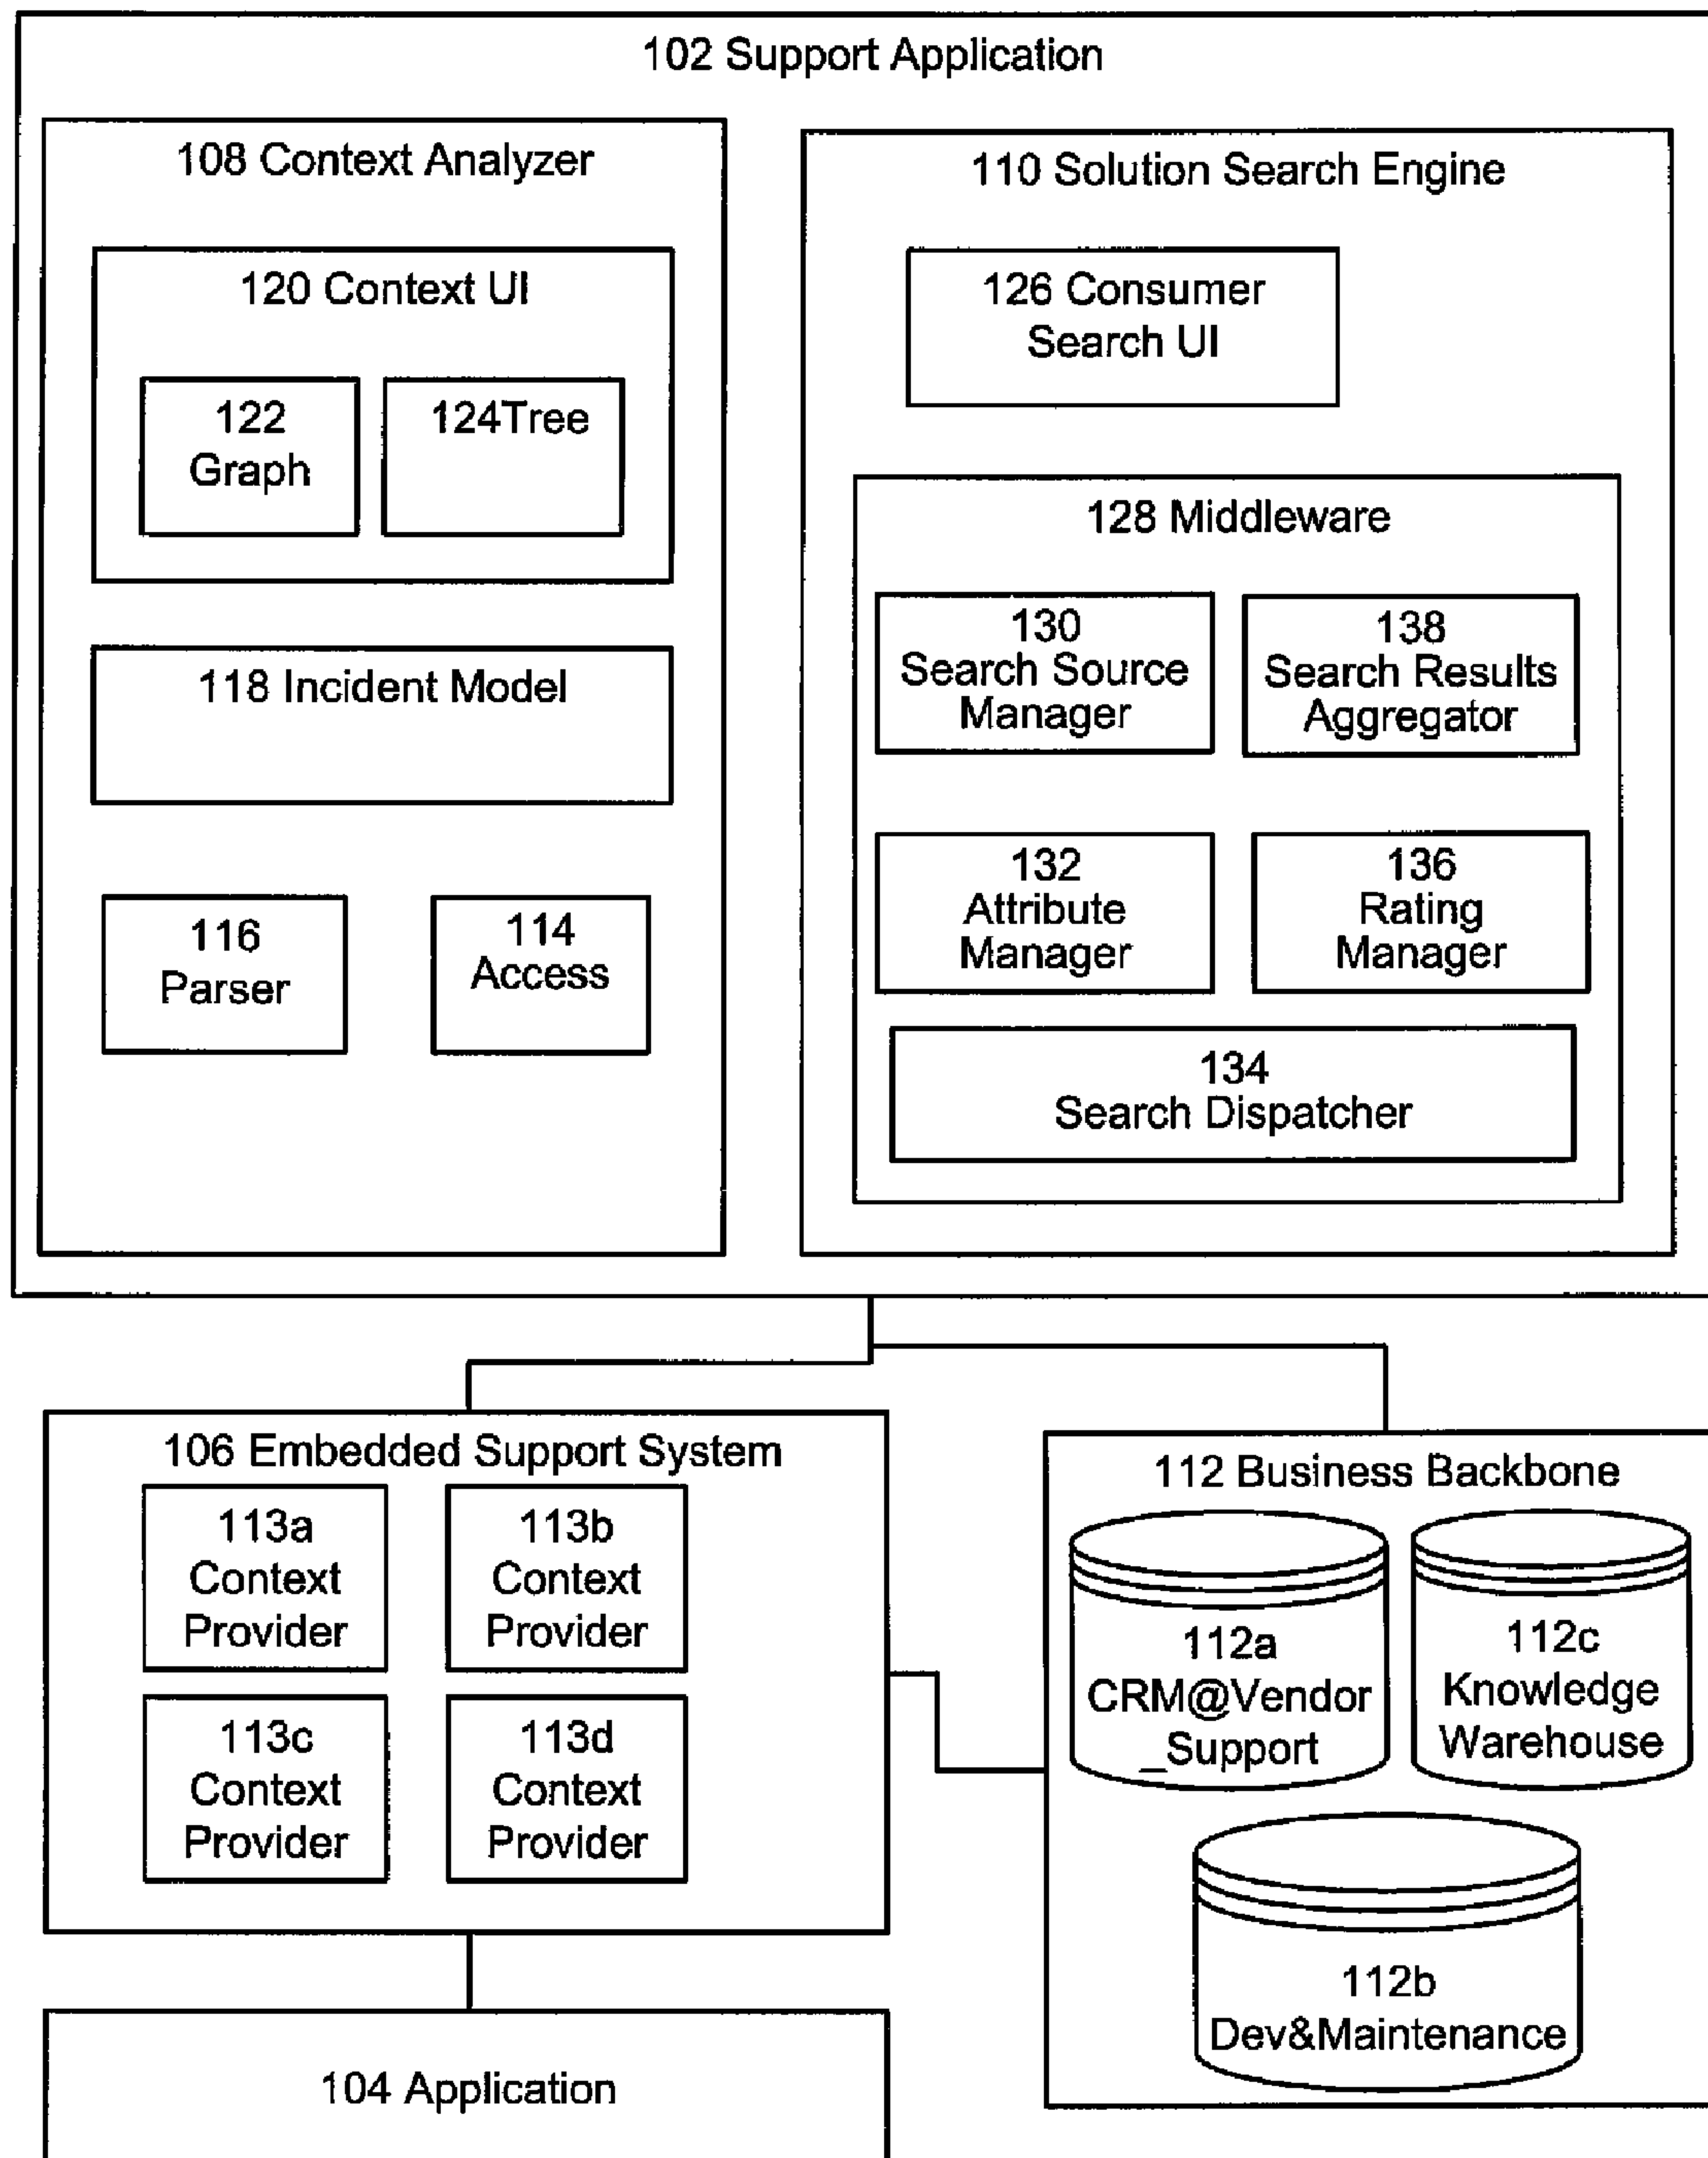 102 Support Application
108 Context Analyzer
120 Context UI
122
Graph
124Tree
118 Incident Model
116
Parser
114
Access
110 Solution Search Engine
126 Consumer
Search UI
128 Middleware
130
Search Source
Manager
138
Search Results
Aggregator
132
Attribute
Manager
136
Rating
Manager
134
Search Dispatcher
106 Embedded Support System
113a
Context
Provider
113b
Context
Provider
113c
Context
Provider
113d
Context
Provider
112 Business Backbone
112a
CRM@Vendor
_Support
112c
Knowledge
Warehouse
112b
Dev&Maintenance
104 Application